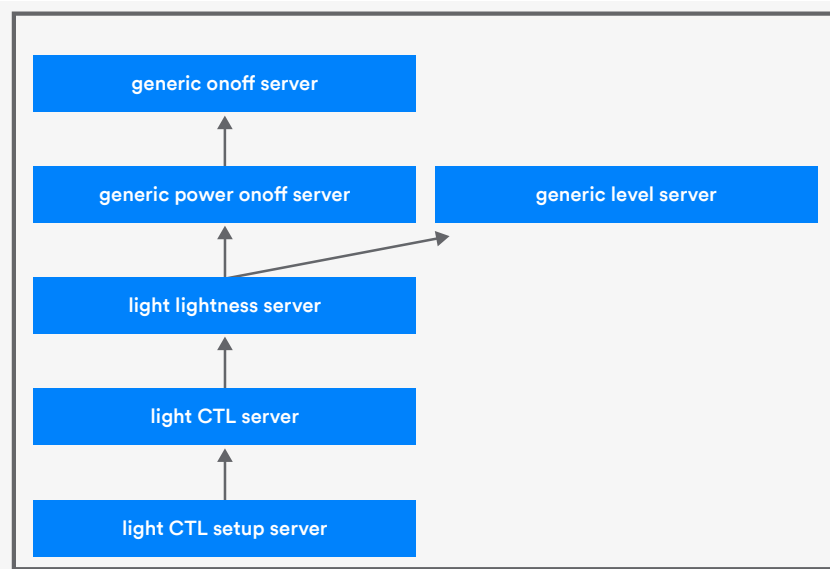 generic onoff server
generic power onoff server
generic level server
light lightness server
light CTL server
light CTL setup server